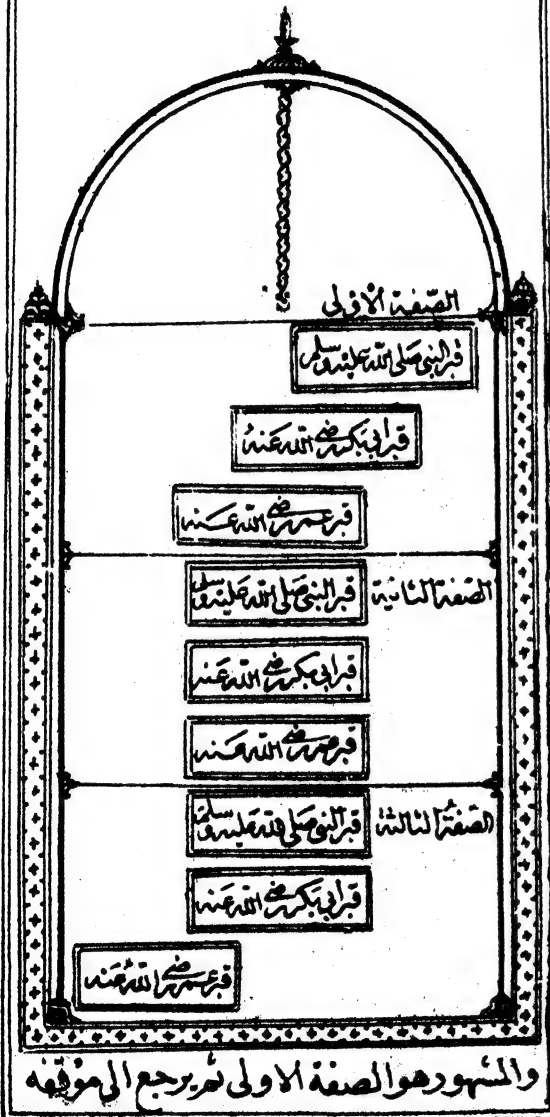 الصفة الاولى
قبر النبي صلى الله عليه وسلم
قبر ابي بكر رضي الله عنه
قبر عمر رضي الله عنه
الصفة الثانية قبر النبي صلى الله عليه وسلم
قبر ابي بكر رضي الله عنه
قبر عمر رضي الله عنه
الصفة الثالثة قبر النبي صلى الله عليه وسلم
قبر ابي بكر رضي الله عنه
قبر عمر رضي الله عنه
والمشهور هو الصفة الاولى ثم يرجع الى موقفه